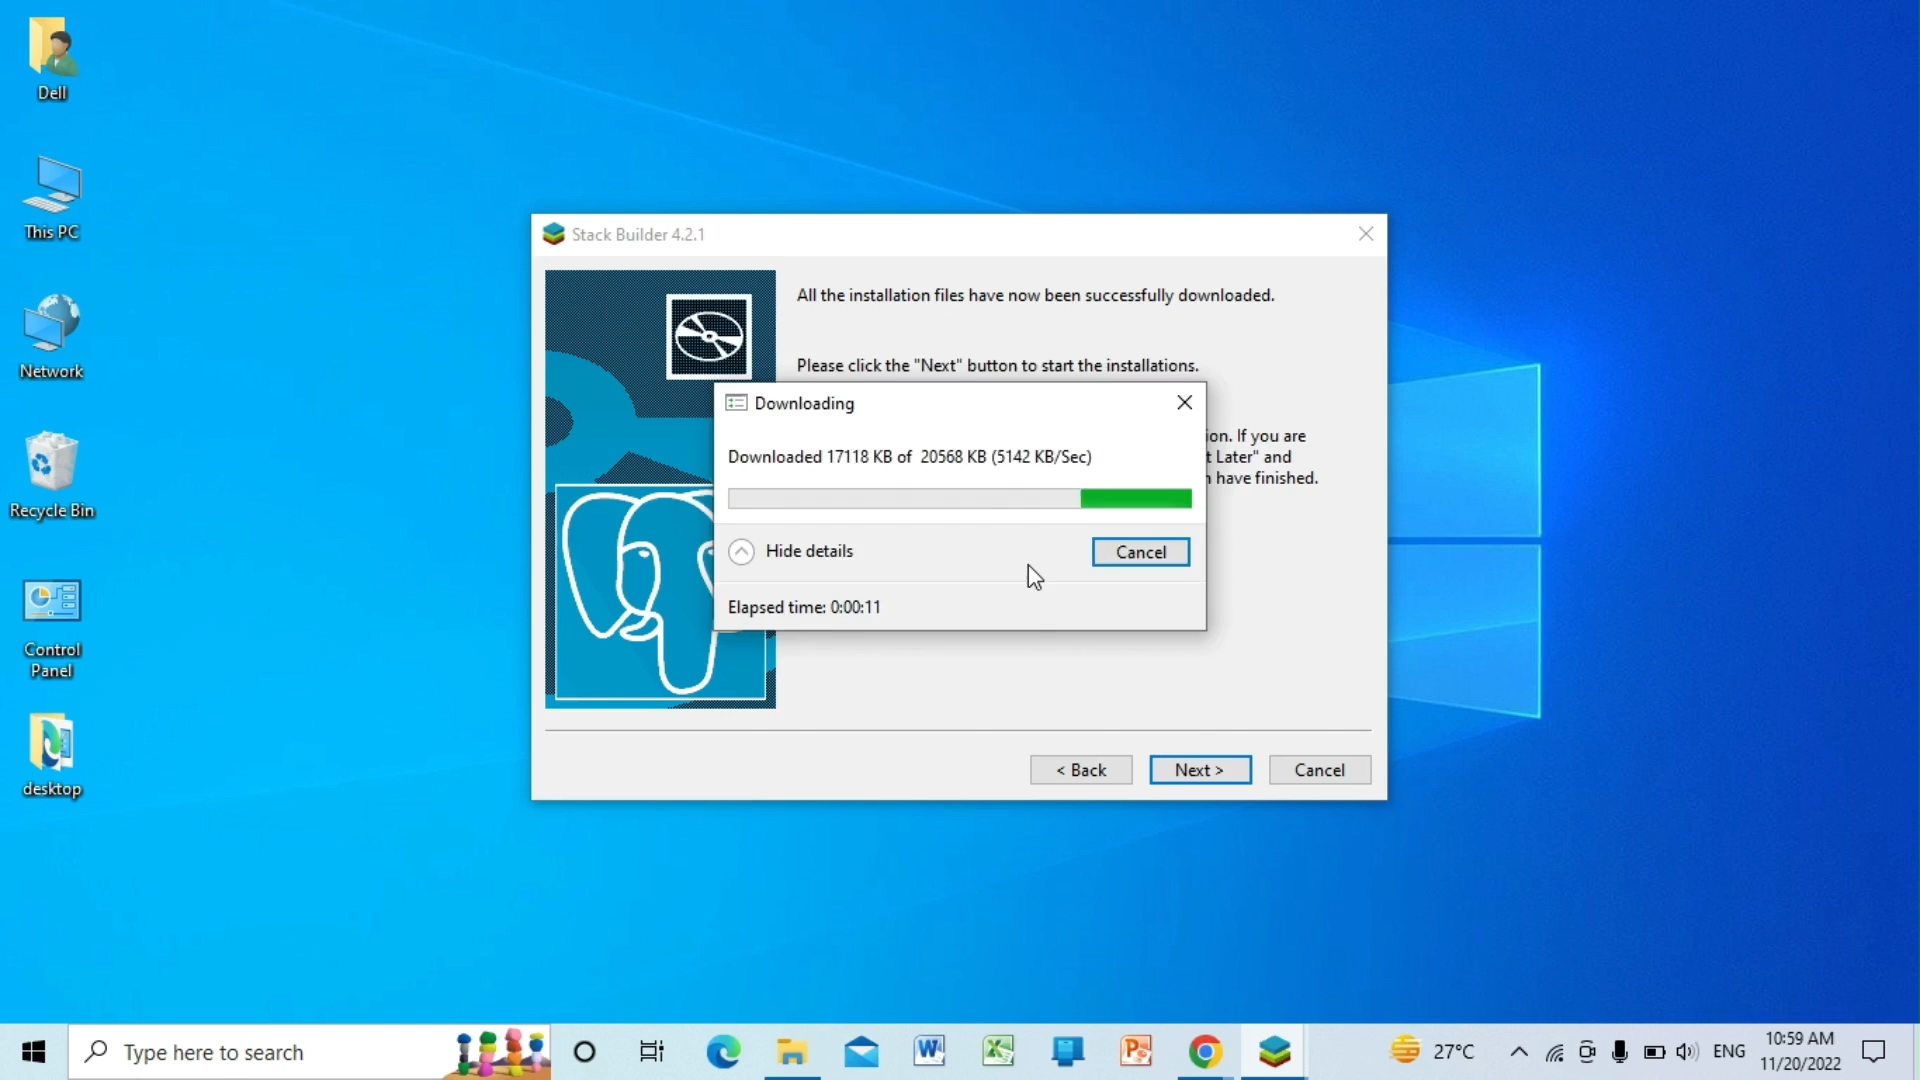 Dell
This PC
Network
Recycle Bin
Control
Panel
desktop
Stack Builder 4.2.1
All the installation files have now been successfully downloaded.
Please click the "Next" button to start the installations.
ion. If you are
t Later" and
have finished.
Downloading
Downloaded 17118 KB of 20568 KB (5142 KB/Sec)
Hide details
Cancel
Elapsed time: 0:00:11
< Back
Next >
Cancel
Type here to search
27°C
ENG
10:59 AM
11/20/2022